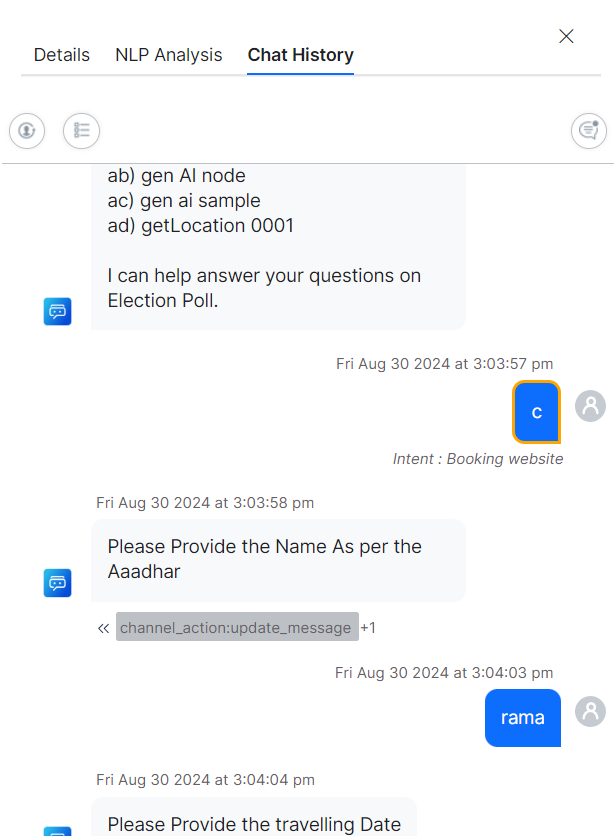 Details NLP Analysis Chat History
ab) gen AI node
ac) gen ai sample
ad) getLocation 0001
I can help answer your questions on
Election Poll.
Fri Aug 30 2024 at 3:03:57 pm
c
Intent : Booking website
Fri Aug 30 2024 at 3:03:58 pm
Please Provide the Name As per the
Aaadhar
« channel_action:update_message +1
Fri Aug 30 2024 at 3:04:03 pm
rama
Fri Aug 30 2024 at 3:04:04 pm
Please Provide the travelling Date